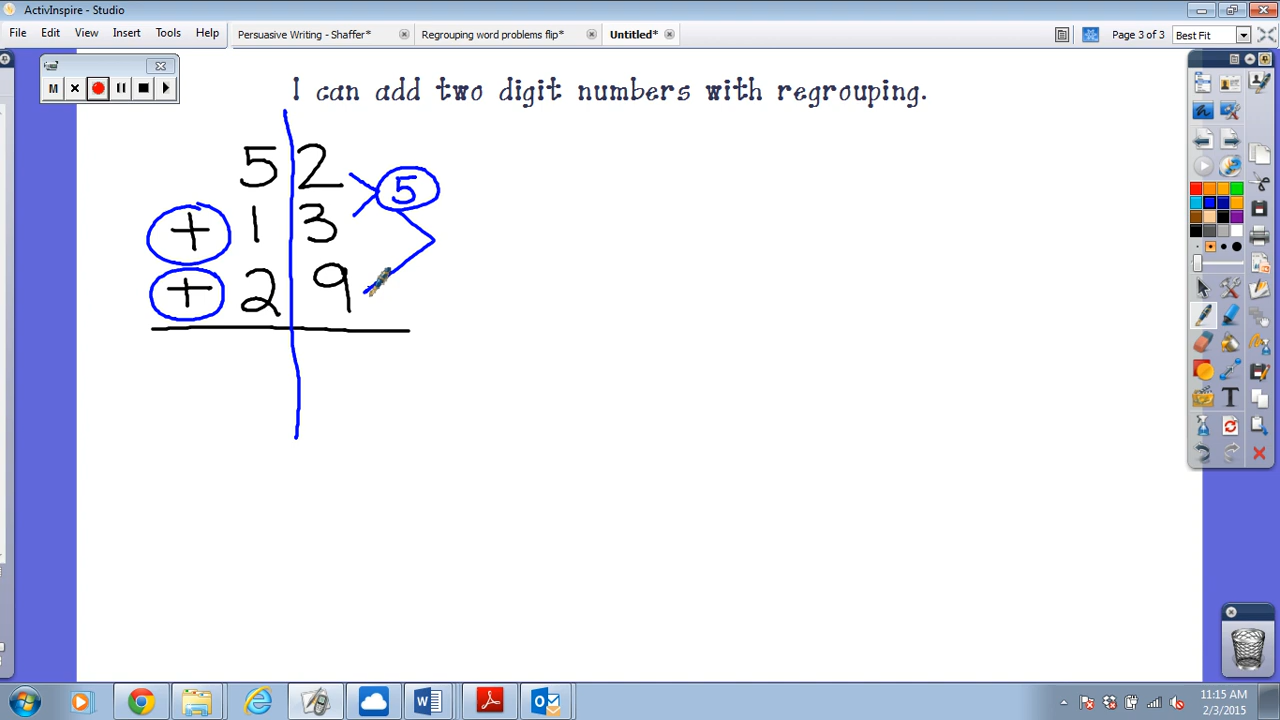 ActivInspire - Studio
File Edit View Insert Tools Help
Persuasive Writing - Shaffer*
Regrouping word problems flip*
Untitled*
Page 3 of 3
Best Fit
M
I can add two digit numbers with regrouping.
5 2
5
+ 1 3
+ 2 9
T
11:15 AM
2/3/2015